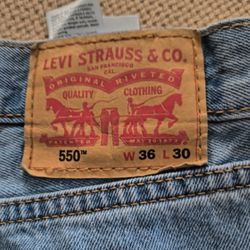 LEVI STRAUSS & CO.
SAN FRANCISCO
CAL.
ORIGINAL RIVETED
QUALITY CLOTHING
550™ W 36 L 30